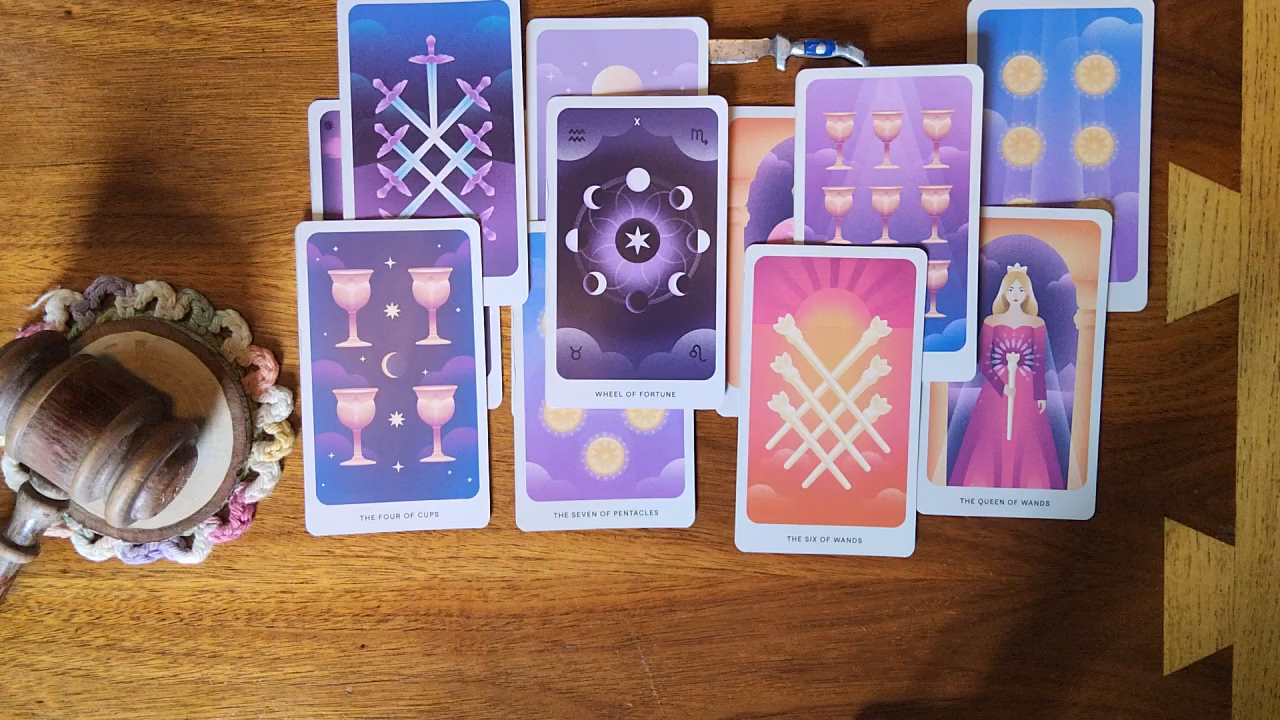 X
WHEEL OF FORTUNE
THE QUEEN OF WANDS
THE FOUR OF CUPS
THE SEVEN OF PENTACLES
THE SIX OF WANDS